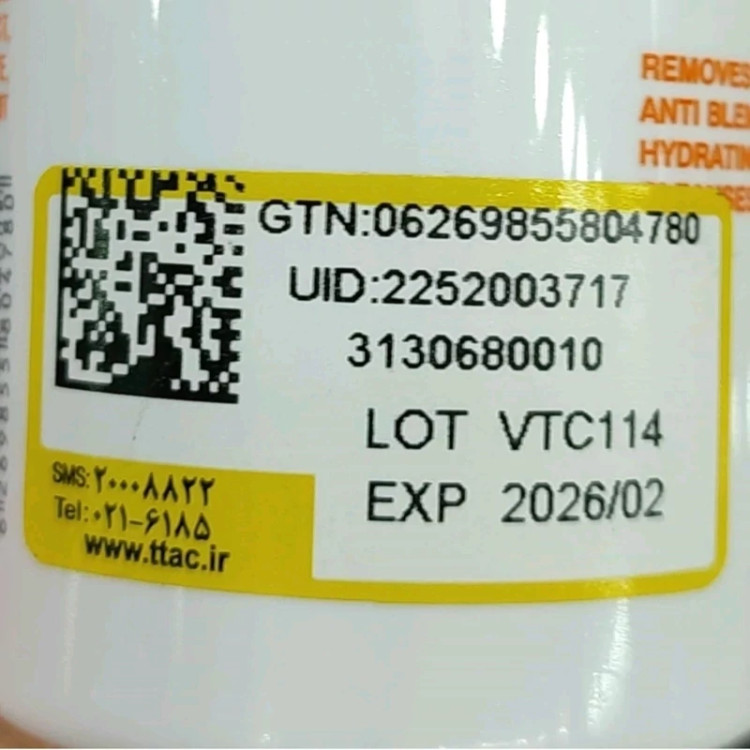 REMOVES
ANTI
GTN:06269855804780
UID:2252003717
3130680010
LOT VTC114
EXP 2026/02
SMS:۲۰۰۰۸۸۲۲
Tel:۰۲۱-۶۱۸۵
www.ttac.ir